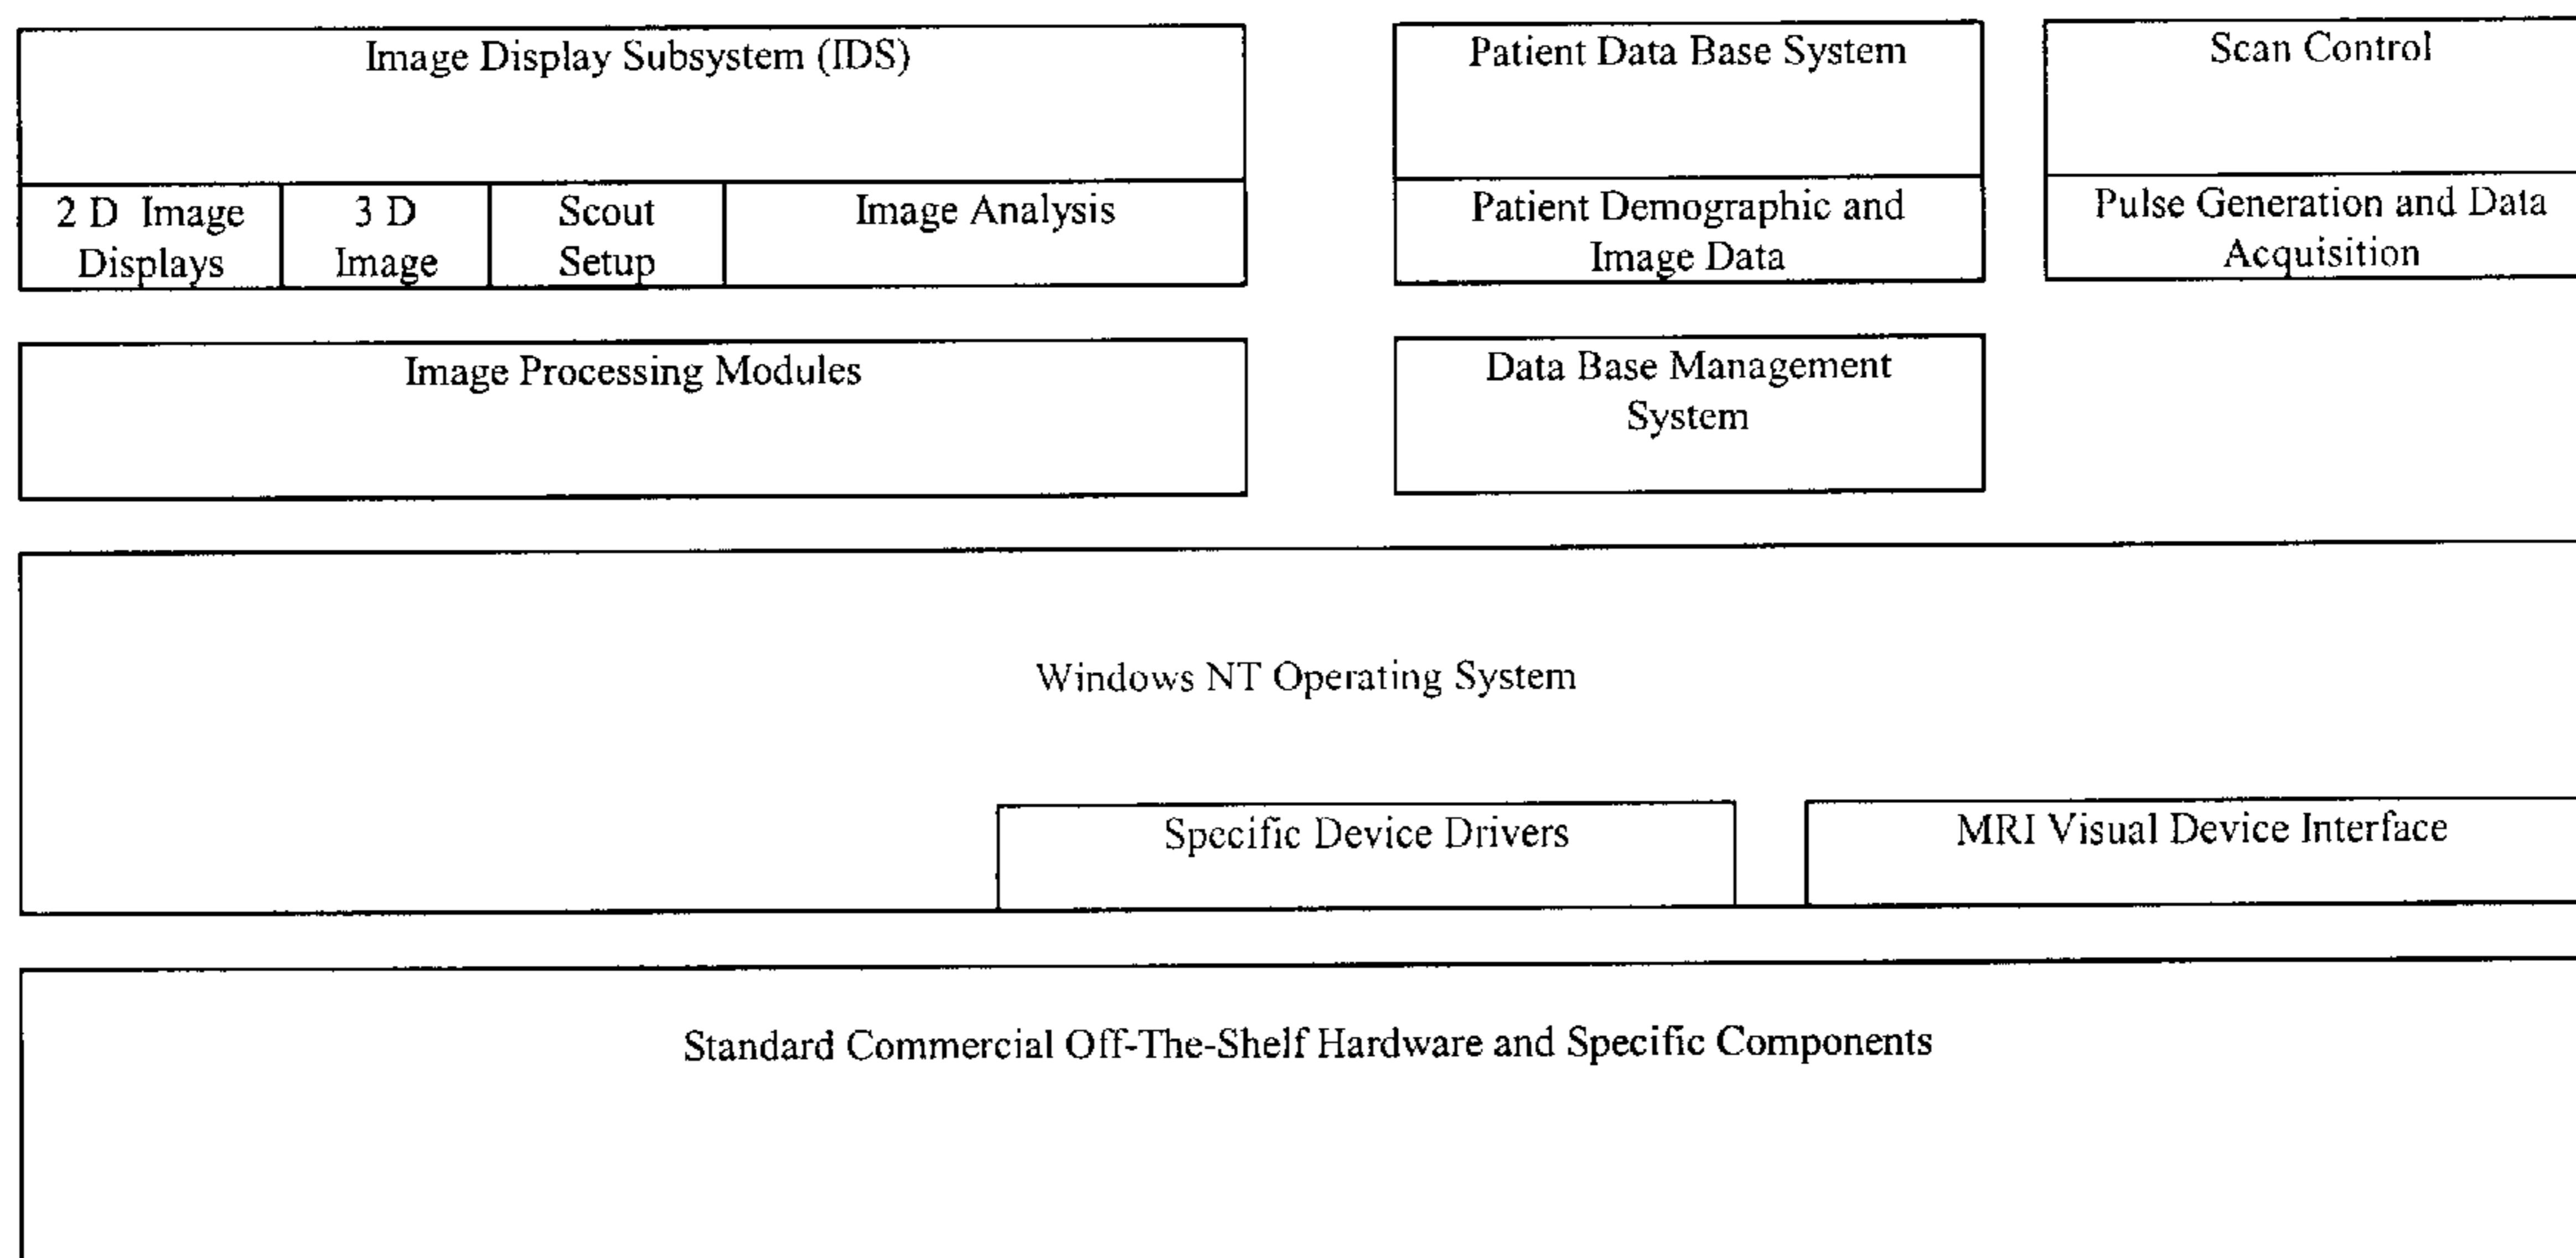 Image Display Subsystem (IDS)
2 D Image
Displays
3 D
Image
Scout
Setup
Image Analysis
Patient Data Base System
Patient Demographic and
Image Data
Scan Control
Pulse Generation and Data
Acquisition
Image Processing Modules
Data Base Management
System
Windows NT Operating System
Specific Device Drivers
MRI Visual Device Interface
Standard Commercial Off-The-Shelf Hardware and Specific Components